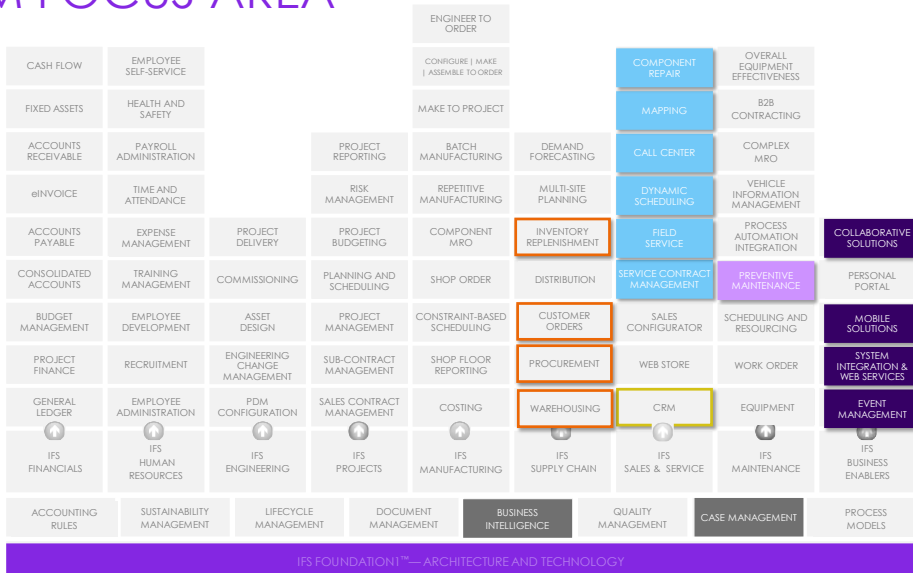 M FOCUS AREA
ENGINEER TO
ORDER
CASH FLOW
EMPLOYEE
SELF-SERVICE
CONFIGURE | MAKE
| ASSEMBLE TO ORDER
COMPONENT
REPAIR
OVERALL
EQUIPMENT
EFFECTIVENESS
FIXED ASSETS
HEALTH AND
SAFETY
MAKE TO PROJECT
MAPPING
B2B
CONTRACTING
ACCOUNTS
RECEIVABLE
PAYROLL
ADMINISTRATION
PROJECT
REPORTING
BATCH
MANUFACTURING
DEMAND
FORECASTING
CALL CENTER
COMPLEX
MRO
eINVOICE
TIME AND
ATTENDANCE
RISK
MANAGEMENT
REPETITIVE
MANUFACTURING
MULTI-SITE
PLANNING
DYNAMIC
SCHEDULING
VEHICLE
INFORMATION
MANAGEMENT
ACCOUNTS
PAYABLE
EXPENSE
MANAGEMENT
PROJECT
DELIVERY
PROJECT
BUDGETING
COMPONENT
MRO
INVENTORY
REPLENISHMENT
FIELD
SERVICE
PROCESS
AUTOMATION
INTEGRATION
COLLABORATIVE
SOLUTIONS
CONSOLIDATED
ACCOUNTS
TRAINING
MANAGEMENT
COMMISSIONING
PLANNING AND
SCHEDULING
SHOP ORDER
DISTRIBUTION
SERVICE CONTRACT
MANAGEMENT
PREVENTIVE
MAINTENANCE
PERSONAL
PORTAL
BUDGET
MANAGEMENT
EMPLOYEE
DEVELOPMENT
ASSET
DESIGN
PROJECT
MANAGEMENT
CONSTRAINT-BASED
SCHEDULING
CUSTOMER
ORDERS
SALES
CONFIGURATOR
SCHEDULING AND
RESOURCING
MOBILE
SOLUTIONS
PROJECT
FINANCE
RECRUITMENT
ENGINEERING
CHANGE
MANAGEMENT
SUB-CONTRACT
MANAGEMENT
SHOP FLOOR
REPORTING
PROCUREMENT
WEB STORE
WORK ORDER
SYSTEM
INTEGRATION &
WEB SERVICES
GENERAL
LEDGER
EMPLOYEE
ADMINISTRATION
PDM
CONFIGURATION
SALES CONTRACT
MANAGEMENT
COSTING
WAREHOUSING
CRM
EQUIPMENT
EVENT
MANAGEMENT
IFS
FINANCIALS
IFS
HUMAN
RESOURCES
IFS
ENGINEERING
IFS
PROJECTS
IFS
MANUFACTURING
IFS
SUPPLY CHAIN
IFS
SALES & SERVICE
IFS
MAINTENANCE
IFS
BUSINESS
ENABLERS
ACCOUNTING
RULES
SUSTAINABILITY
MANAGEMENT
LIFECYCLE
MANAGEMENT
DOCUMENT
MANAGEMENT
BUSINESS
INTELLIGENCE
QUALITY
MANAGEMENT
CASE MANAGEMENT
PROCESS
MODELS
IFS FOUNDATION1™— ARCHITECTURE AND TECHNOLOGY